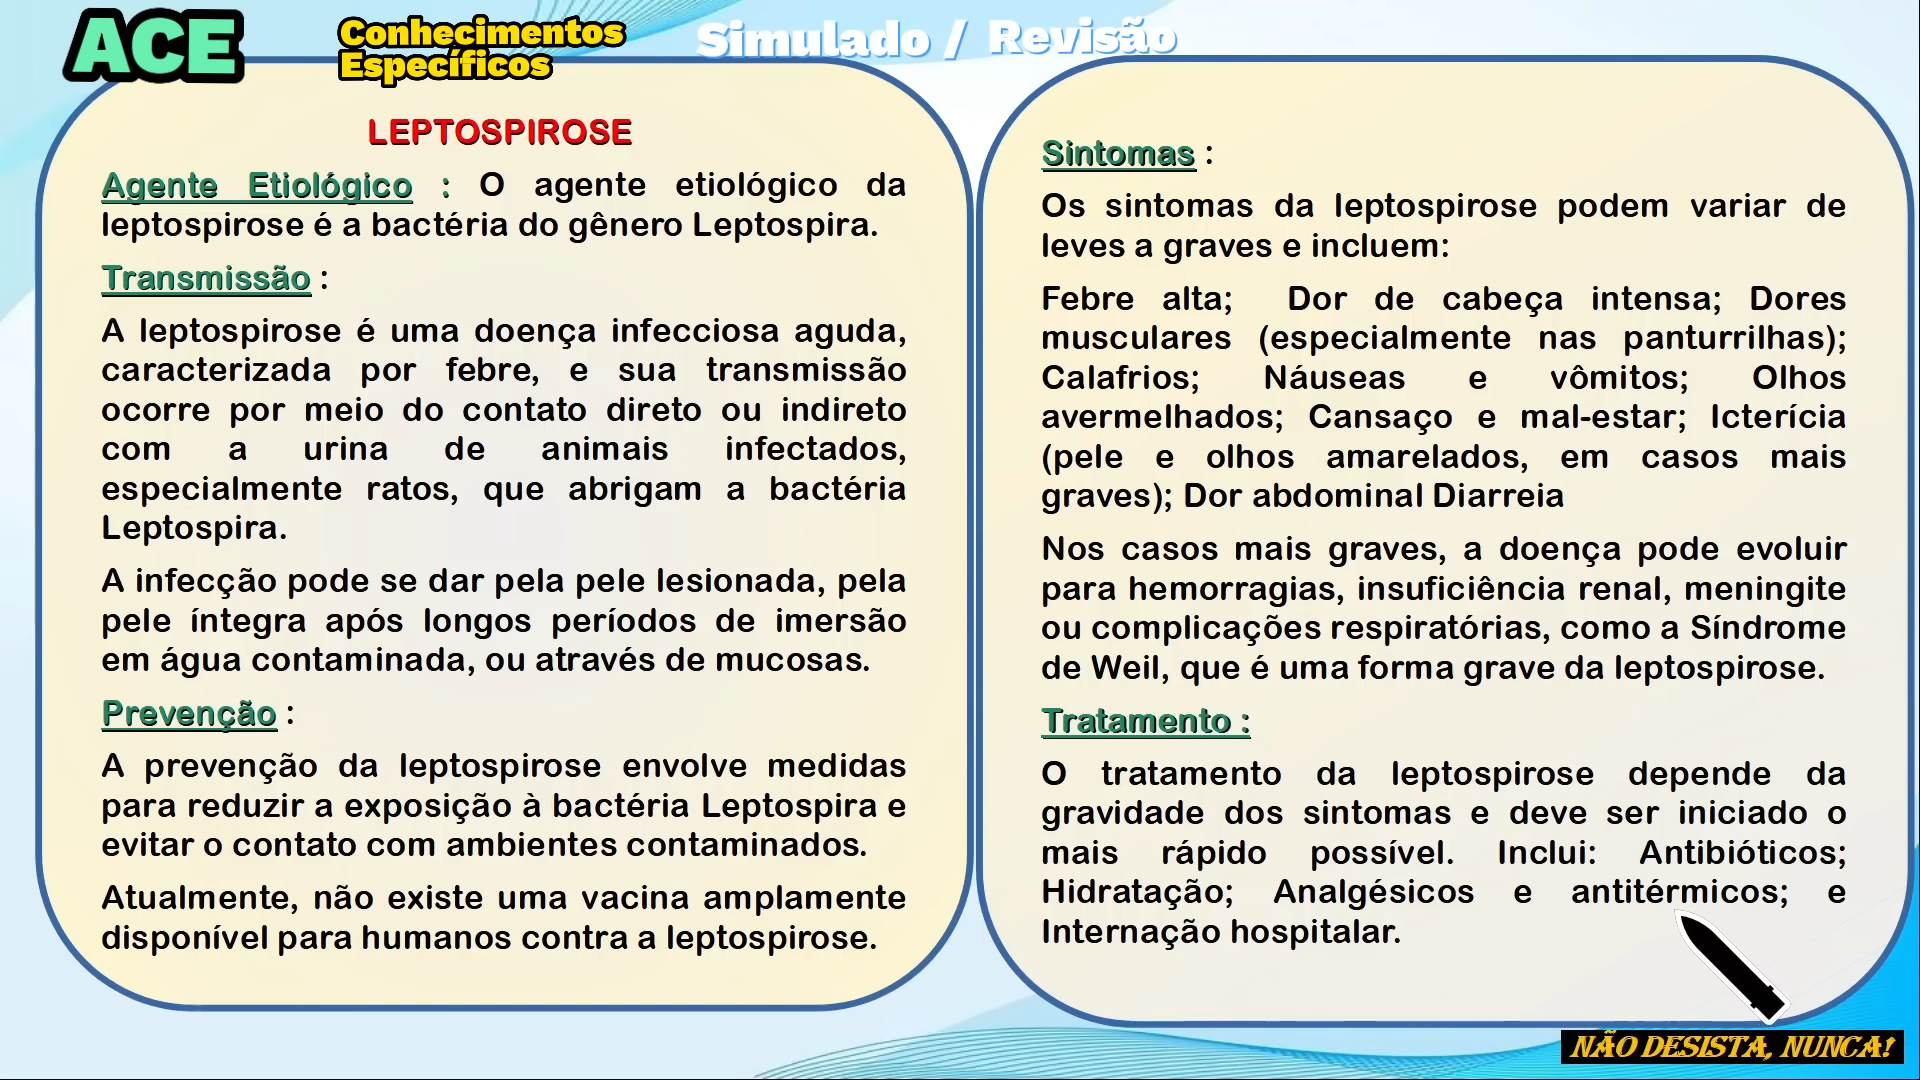 ACE
Conhecimentos
Específicos
Simulado / Revisão
LEPTOSPIROSE
Agente Etiológico : O agente etiológico da
leptospirose é a bactéria do gênero Leptospira.
Transmissão :
A leptospirose é uma doença infecciosa aguda,
caracterizada por febre, e sua transmissão
ocorre por meio do contato direto ou indireto
com a urina de animais infectados,
especialmente ratos, que abrigam a bactéria
Leptospira.
A infecção pode se dar pela pele lesionada, pela
pele íntegra após longos períodos de imersão
em água contaminada, ou através de mucosas.
Prevenção :
A prevenção da leptospirose envolve medidas
para reduzir a exposição à bactéria Leptospira e
evitar o contato com ambientes contaminados.
Atualmente, não existe uma vacina amplamente
disponível para humanos contra a leptospirose.
Sintomas :
Os sintomas da leptospirose podem variar de
leves a graves e incluem:
Febre alta; Dor de cabeça intensa; Dores
musculares (especialmente nas panturrilhas);
Calafrios; Náuseas e vômitos; Olhos
avermelhados; Cansaço e mal-estar; Icterícia
(pele e olhos amarelados, em casos mais
graves); Dor abdominal Diarreia
Nos casos mais graves, a doença pode evoluir
para hemorragias, insuficiência renal, meningite
ou complicações respiratórias, como a Síndrome
de Weil, que é uma forma grave da leptospirose.
Tratamento :
O tratamento da leptospirose depende da
gravidade dos sintomas e deve ser iniciado o
mais rápido possível. Inclui: Antibióticos;
Hidratação; Analgésicos e antitérmicos; e
Internação hospitalar.
NÃO DESISTA, NUNCA!